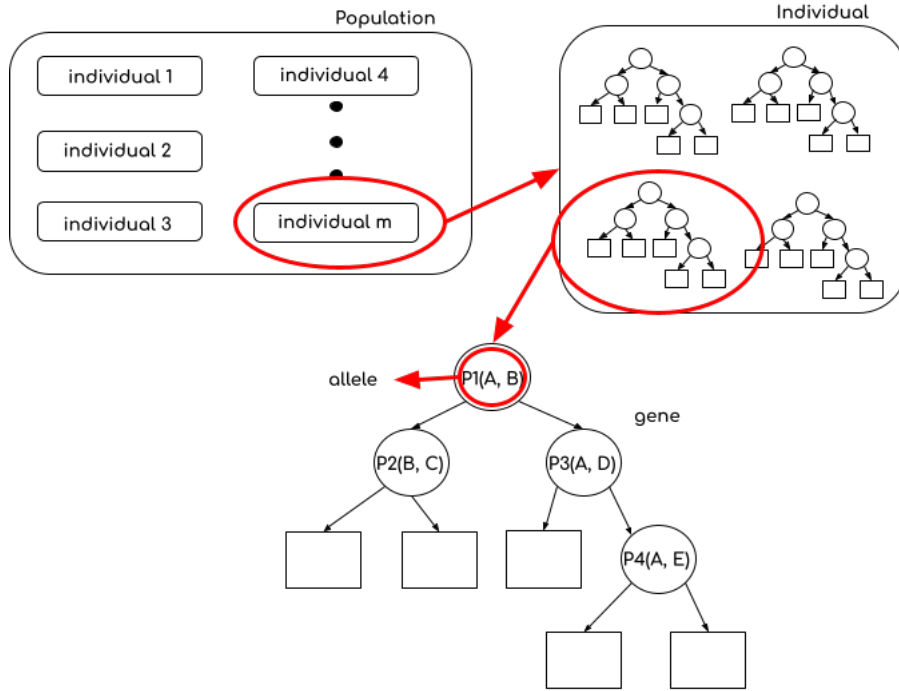 Population
individual 1
individual 4
individual 2
individual 3
individual m
Individual
P1(A, B)
allele
gene
P2(B, C)
P3(A, D)
P4(A, E)